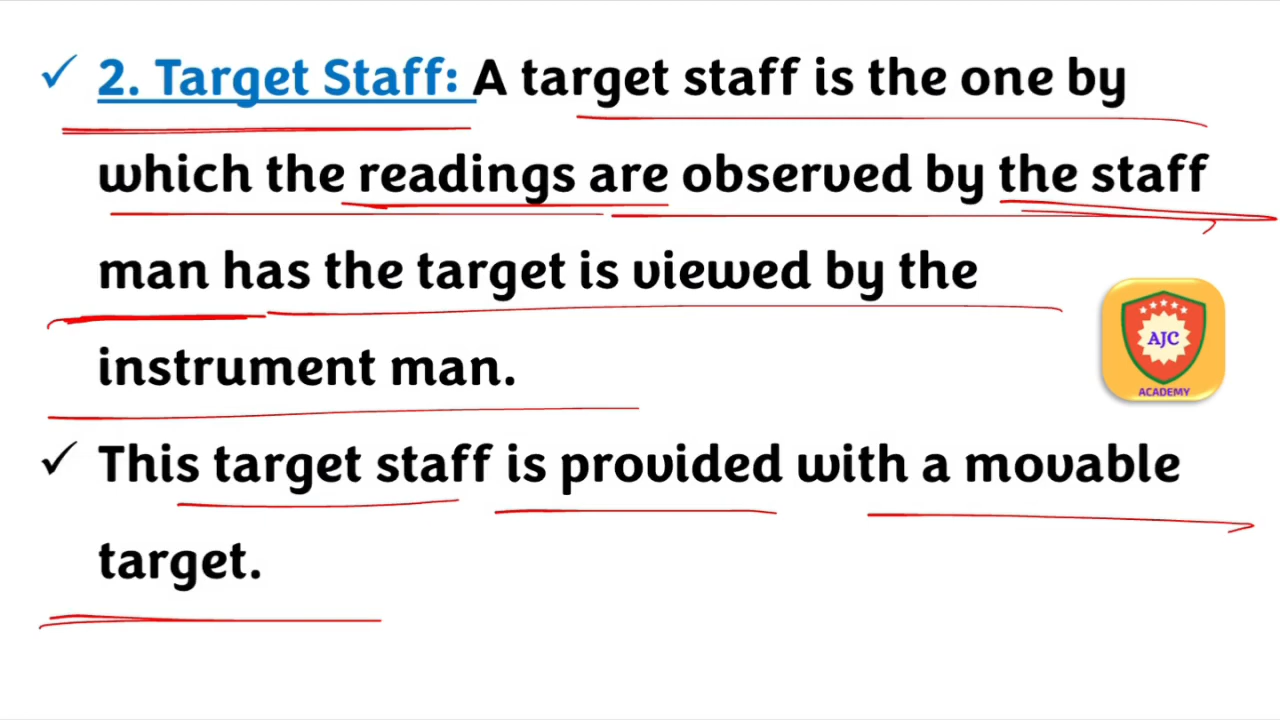 ✓ 2. Target Staff: A target staff is the one by
which the readings are observed by the staff
man has the target is viewed by the
instrument man.
✓ This target staff is provided with a movable
target.
AJC
ACADEMY